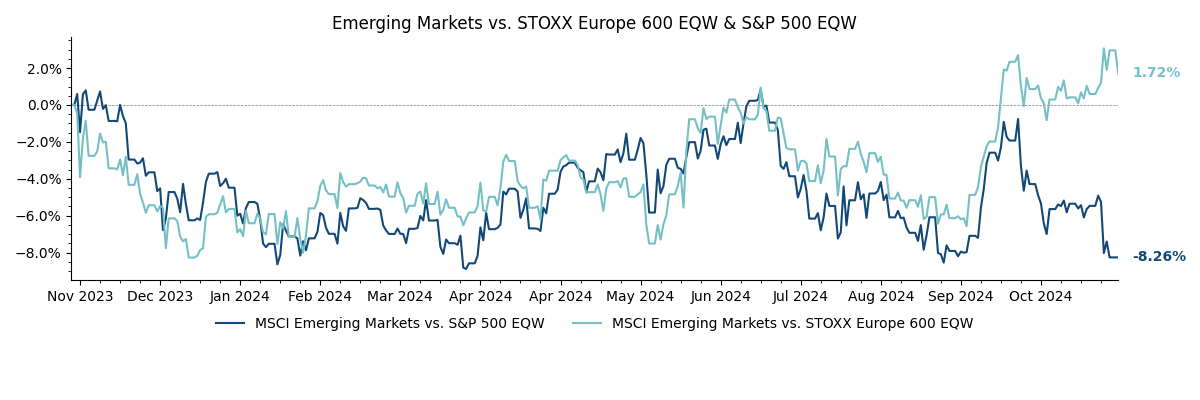 Emerging Markets vs. STOXX Europe 600 EQW & S&P 500 EQW
2.0%
0.0%
−2.0%
−4.0%
−6.0%
−8.0%
1.72%
-8.26%
Nov 2023 Dec 2023 Jan 2024 Feb 2024 Mar 2024 Apr 2024 Apr 2024 May 2024 Jun 2024 Jul 2024 Aug 2024 Sep 2024 Oct 2024
MSCI Emerging Markets vs. S&P 500 EQW MSCI Emerging Markets vs. STOXX Europe 600 EQW